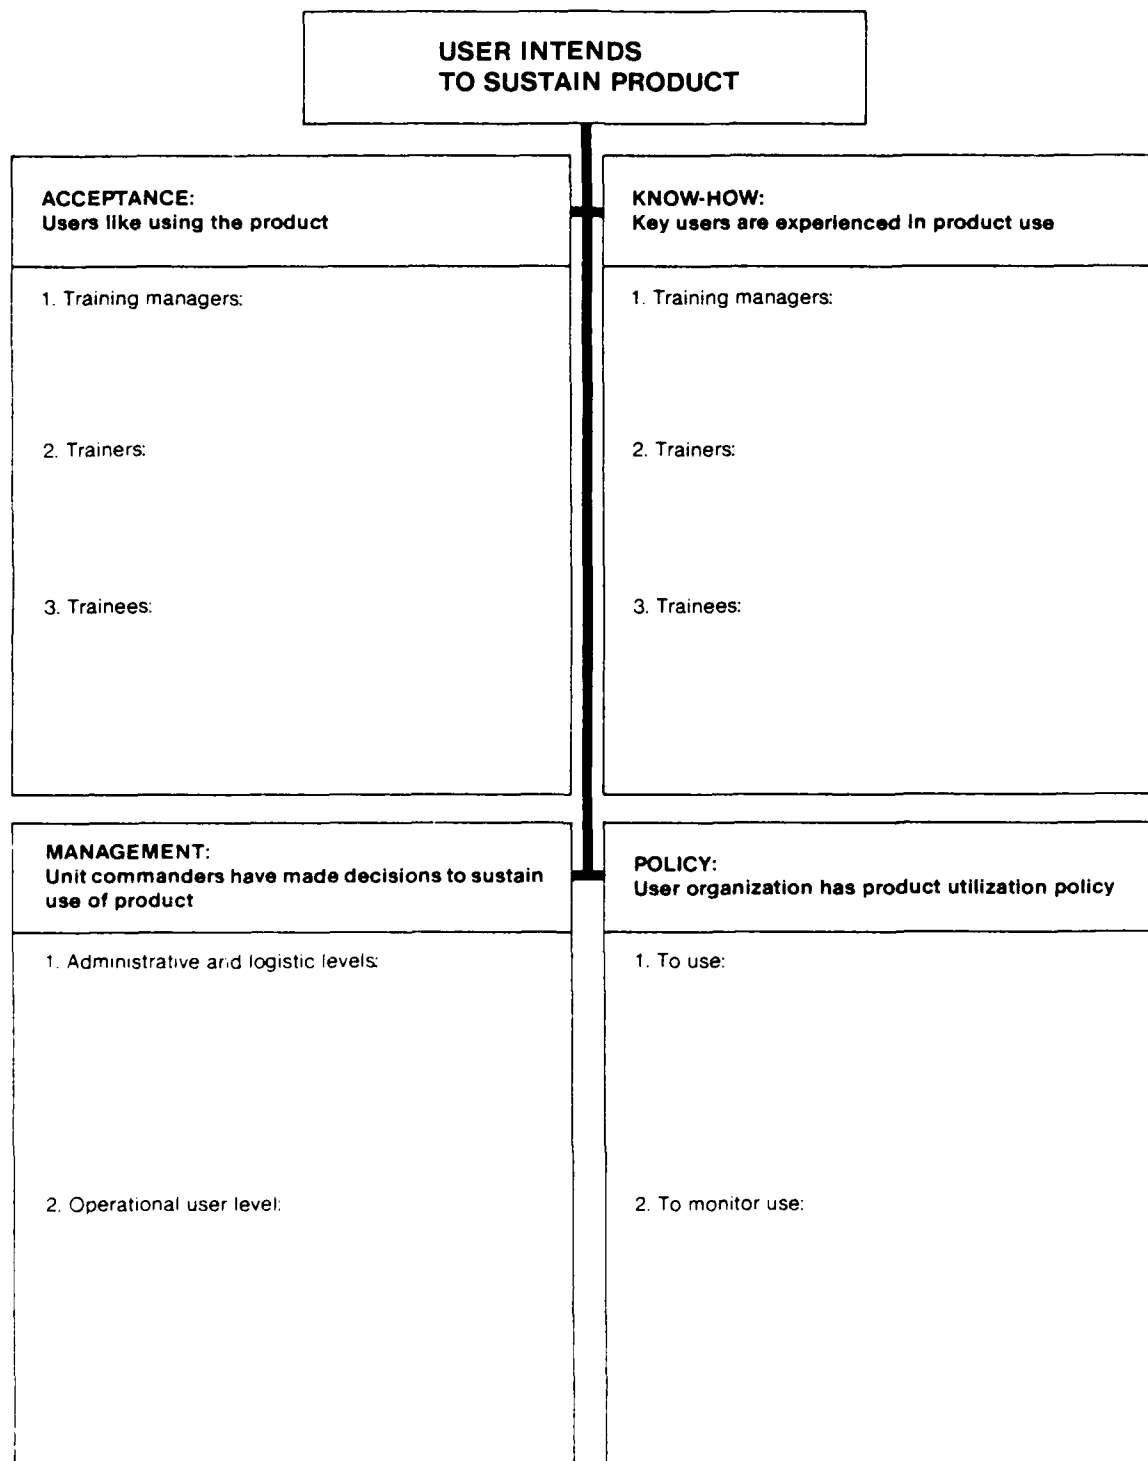 USER INTENDS
TO SUSTAIN PRODUCT
ACCEPTANCE:
Users like using the product
1. Training managers:
2. Trainers:
3. Trainees:
KNOW-HOW:
Key users are experienced in product use
1. Training managers:
2. Trainers:
3. Trainees:
MANAGEMENT:
Unit commanders have made decisions to sustain
use of product
1. Administrative and logistic levels:
2. Operational user level:
POLICY:
User organization has product utilization policy
1. To use:
2. To monitor use: